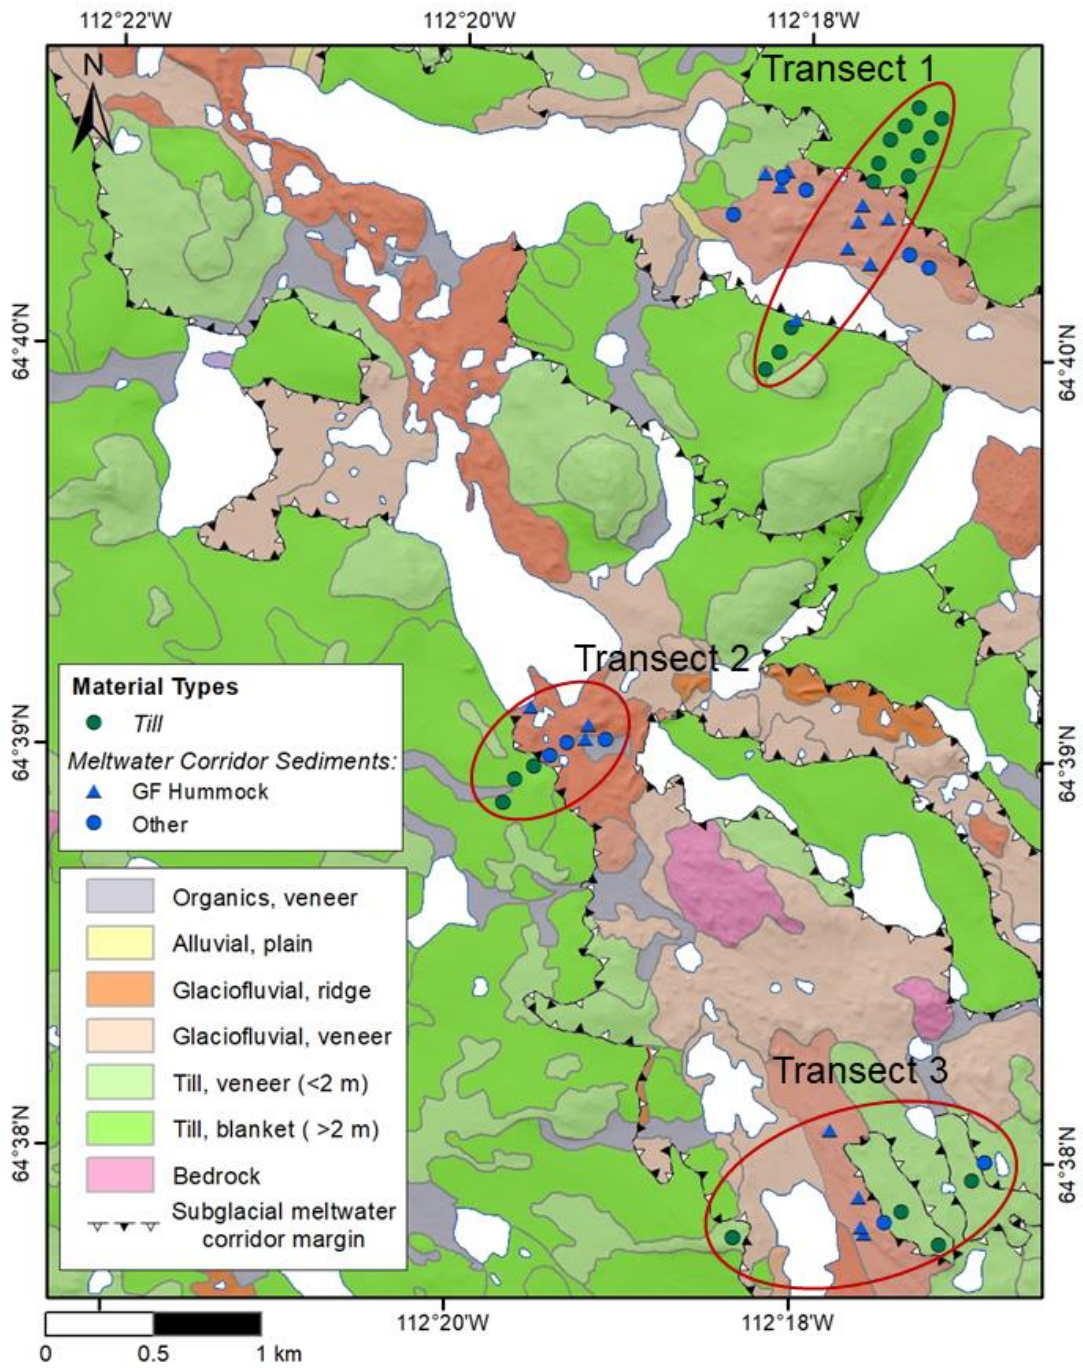 112°22'W 112°20'W 112°18'W
N
Transect 1
64°40'N
64°40'N
Transect 2
Material Types
Till
Meltwater Corridor Sediments:
GF Hummock
Other
64°39'N
64°39'N
Organics, veneer
Alluvial, plain
Glaciofluvial, ridge
Glaciofluvial, veneer
Till, veneer (<2 m)
Till, blanket ( >2 m)
Bedrock
Subglacial meltwater
corridor margin
Transect 3
64°38'N
64°38'N
112°20'W 112°18'W
0 0.5 1 km